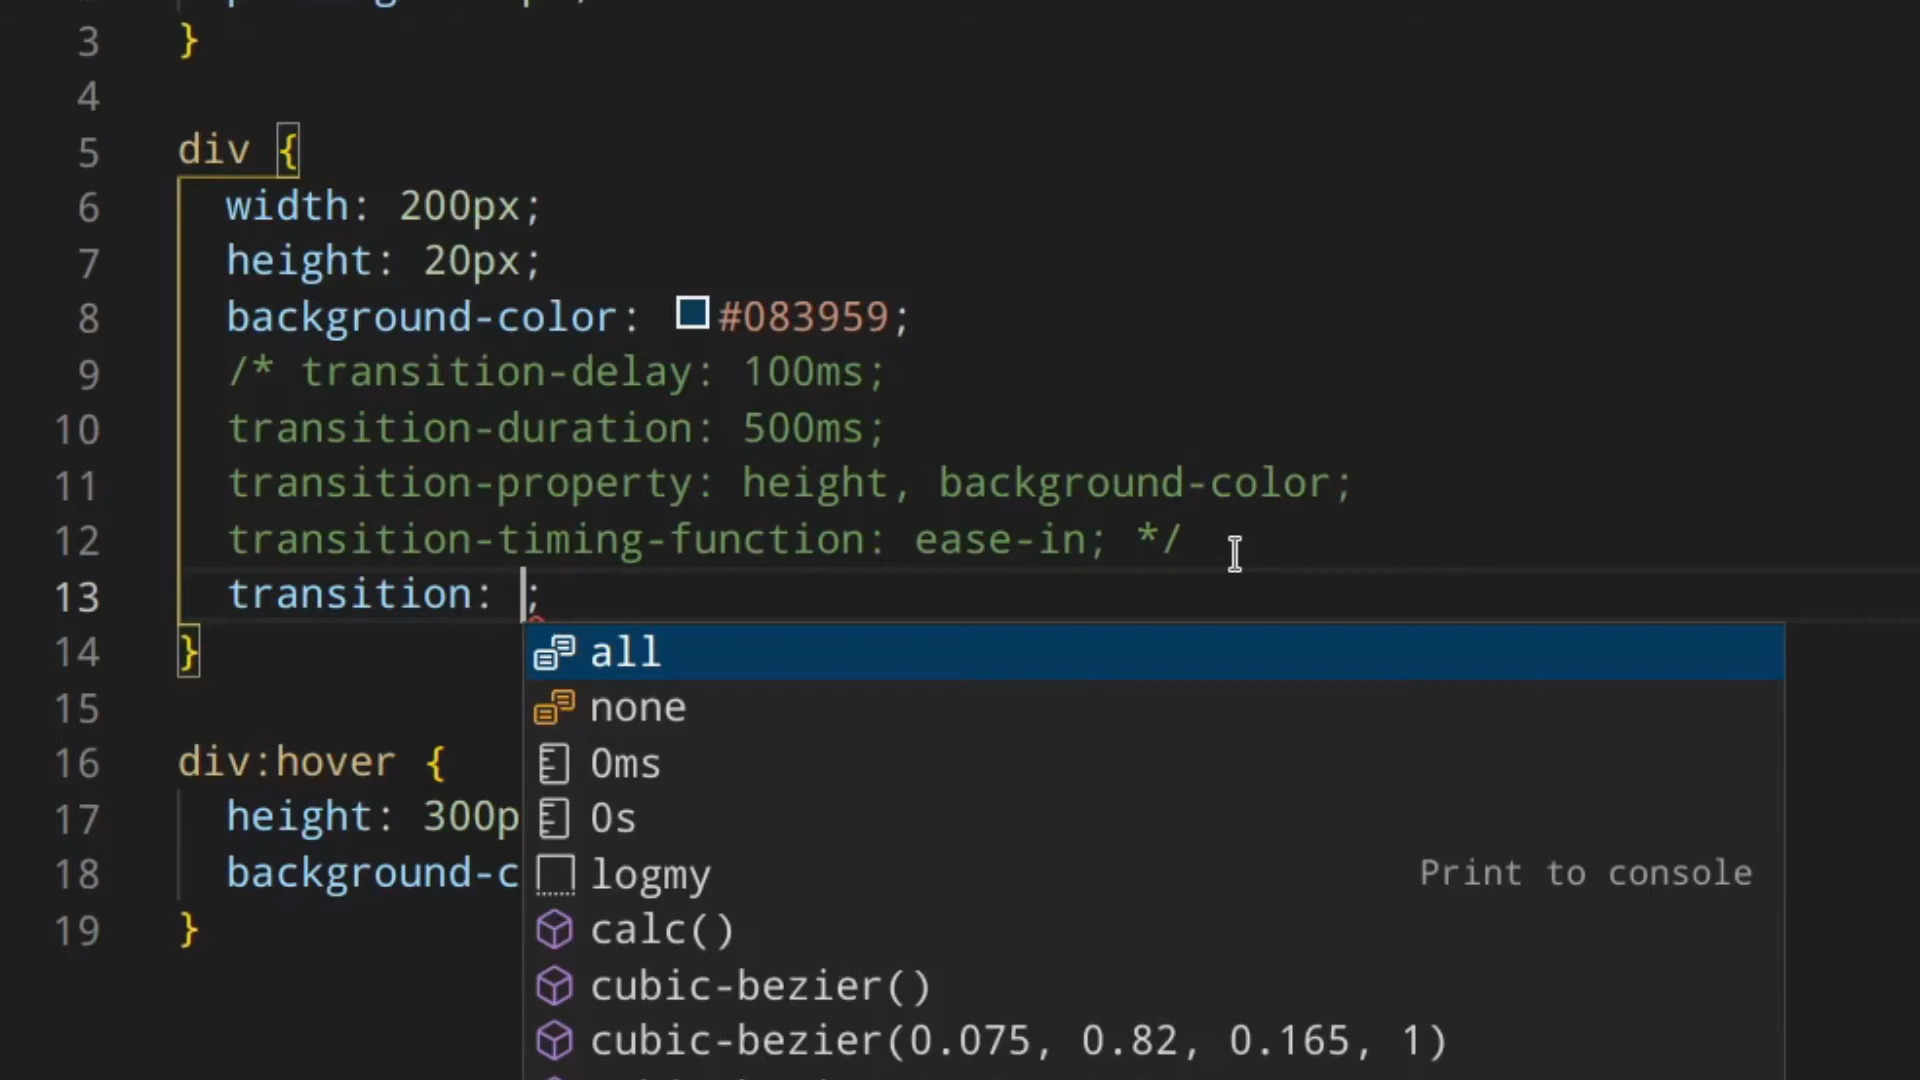 3 }
4
5 div {
6 width: 200px;
7 height: 20px;
8 background-color: #083959;
9 /* transition-delay: 100ms;
10 transition-duration: 500ms;
11 transition-property: height, background-color;
12 transition-timing-function: ease-in; */
13 transition: ;
14 }
all
15
none
16 div:hover {
0ms
17 height: 300p
0s
18 background-c
logmy Print to console
19 }
calc()
cubic-bezier()
cubic-bezier(0.075, 0.82, 0.165, 1)